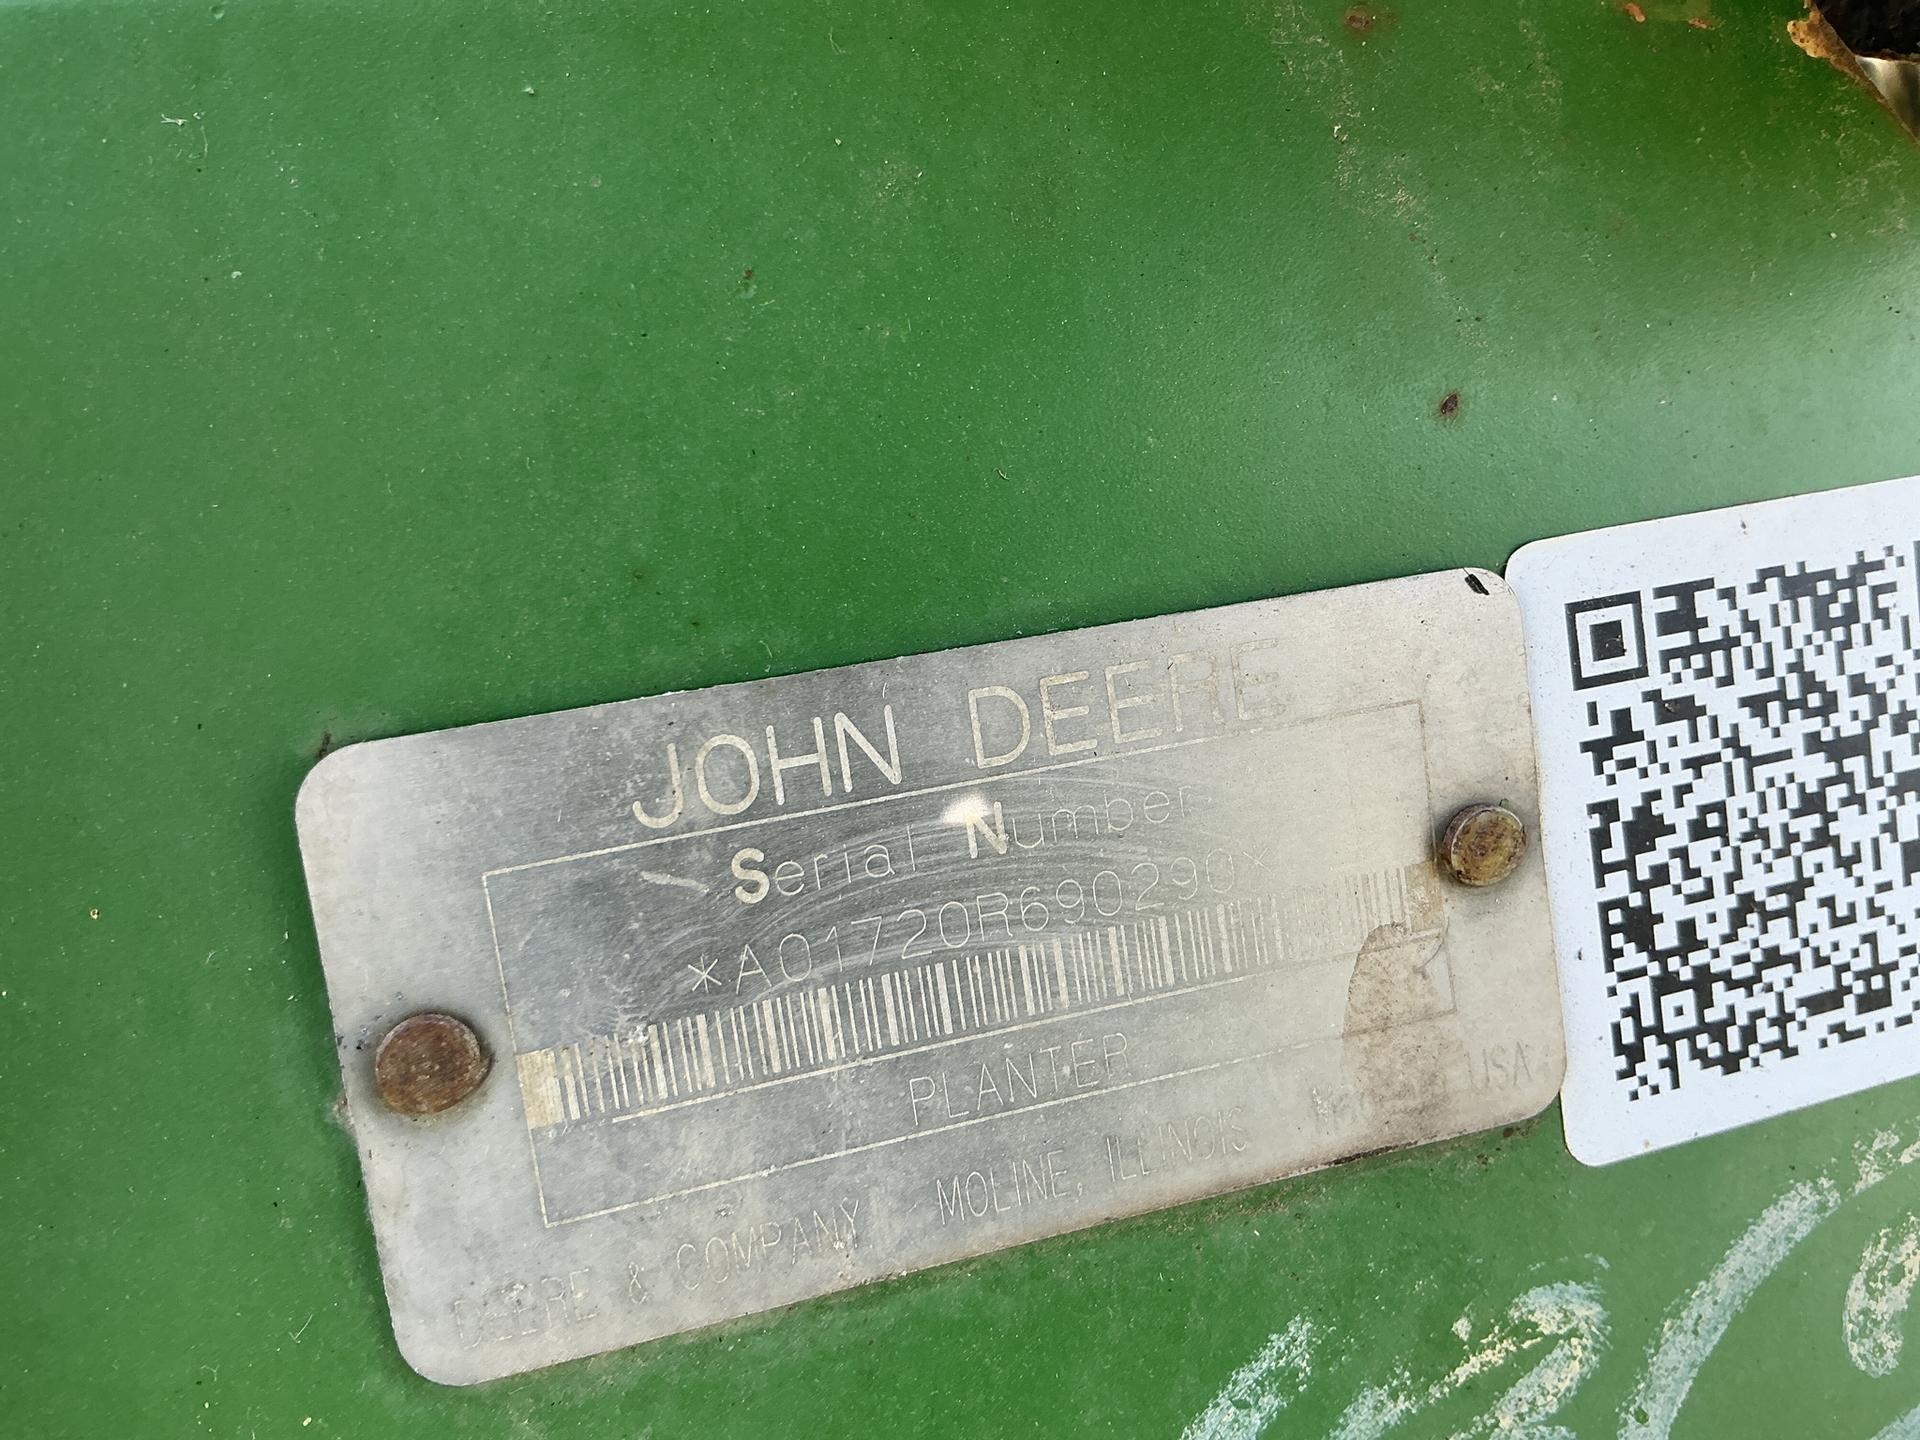 JOHN DEERE
Serial Number
*A01720R690290*
PLANTER
DEERE & COMPANY MOLINE, ILLINOIS USA